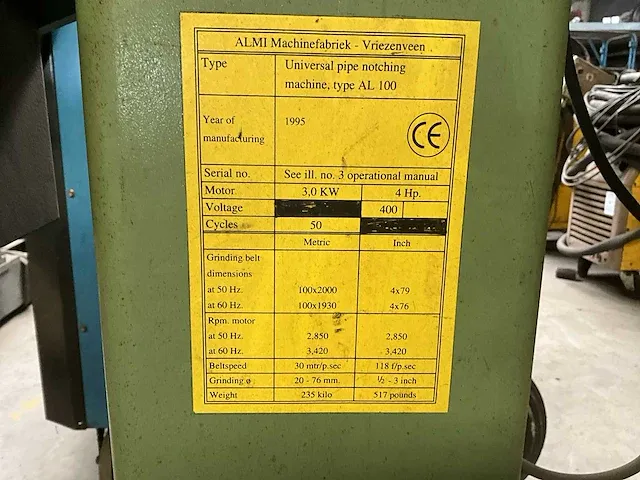 ALMI Machinefabriek - Vriezenveen
Type Universal pipe notching
machine, type AL 100
Year of
manufacturing 1995 CE
Serial no. See ill. no. 3 operational manual
Motor 3,0 KW 4 Hp.
Voltage 400
Cycles 50
Metric Inch
Grinding belt
dimensions
at 50 Hz. 100x2000 4x79
at 60 Hz. 100x1930 4x76
Rpm. motor
at 50 Hz. 2,850 2,850
at 60 Hz. 3,420 3,420
Beltspeed 30 mtr/p.sec 118 f/p.sec
Grinding ø 20 - 76 mm. ½ - 3 inch
Weight 235 kilo 517 pounds